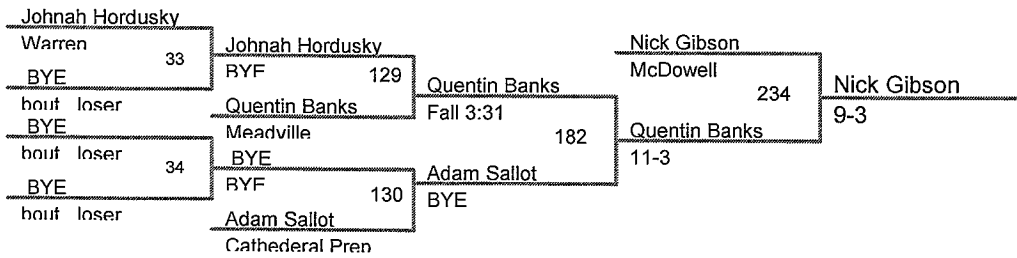 Johnah Hordusky
Warren
33
BYE
bout loser
BYE
bout loser
34
BYE
bout loser
Johnah Hordusky
BYF
129
Quentin Banks
Meadville
BYE
BYF
130
Adam Sallot
Cathederal Prep
Quentin Banks
Fall 3:31
182
Adam Sallot
BYE
Nick Gibson
McDowell
234
Quentin Banks
11-3
Nick Gibson
9-3